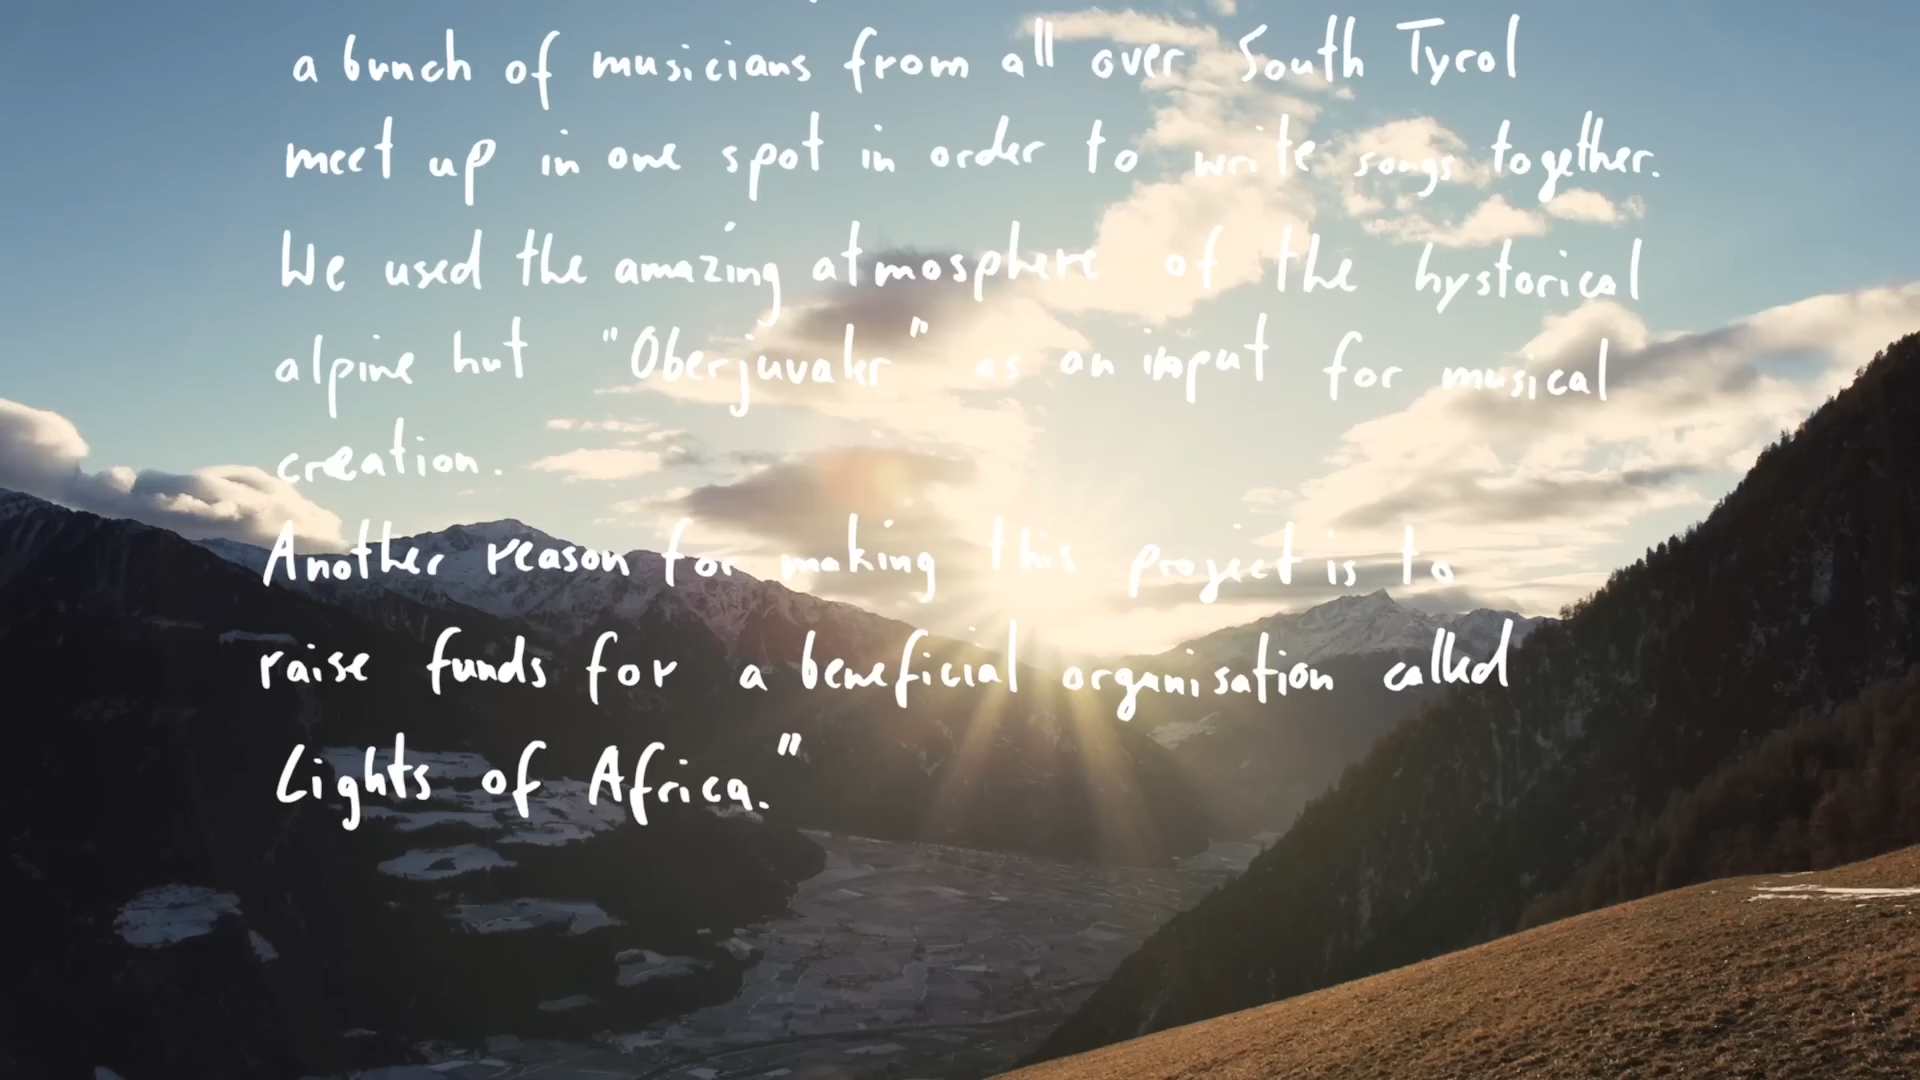 a bunch of musicians from all over South Tyrol
meet up in one spot in order to write songs together.
We used the amazing atmosphere of the hystorical
alpine hut "Oberjuvaler" as an input for musical
creation.
Another reason for making this project is to
raise funds for a beneficial organisation called
Lights of Africa."